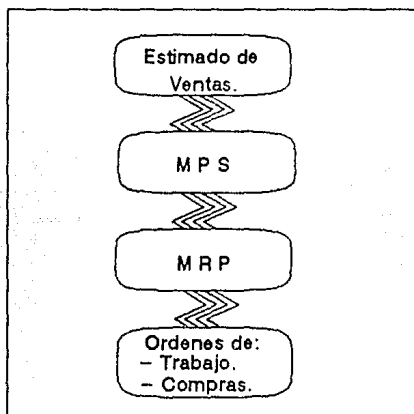 Estimado de
Ventas.
M P S
M R P
Ordenes de:
- Trabajo.
- Compras.